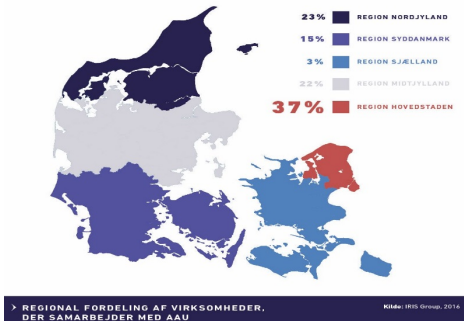 23% REGION NORDJYLAND
15% REGION SYDDANMARK
3% REGION SJÆLLAND
22% REGION MIDTJYLLAND
37% REGION HOVEDSTADEN
> REGIONAL FORDELING AF VIRKSOMHEDER,
DER SAMARBEJDER MED AAU
Kilde: IRIS Group, 2016